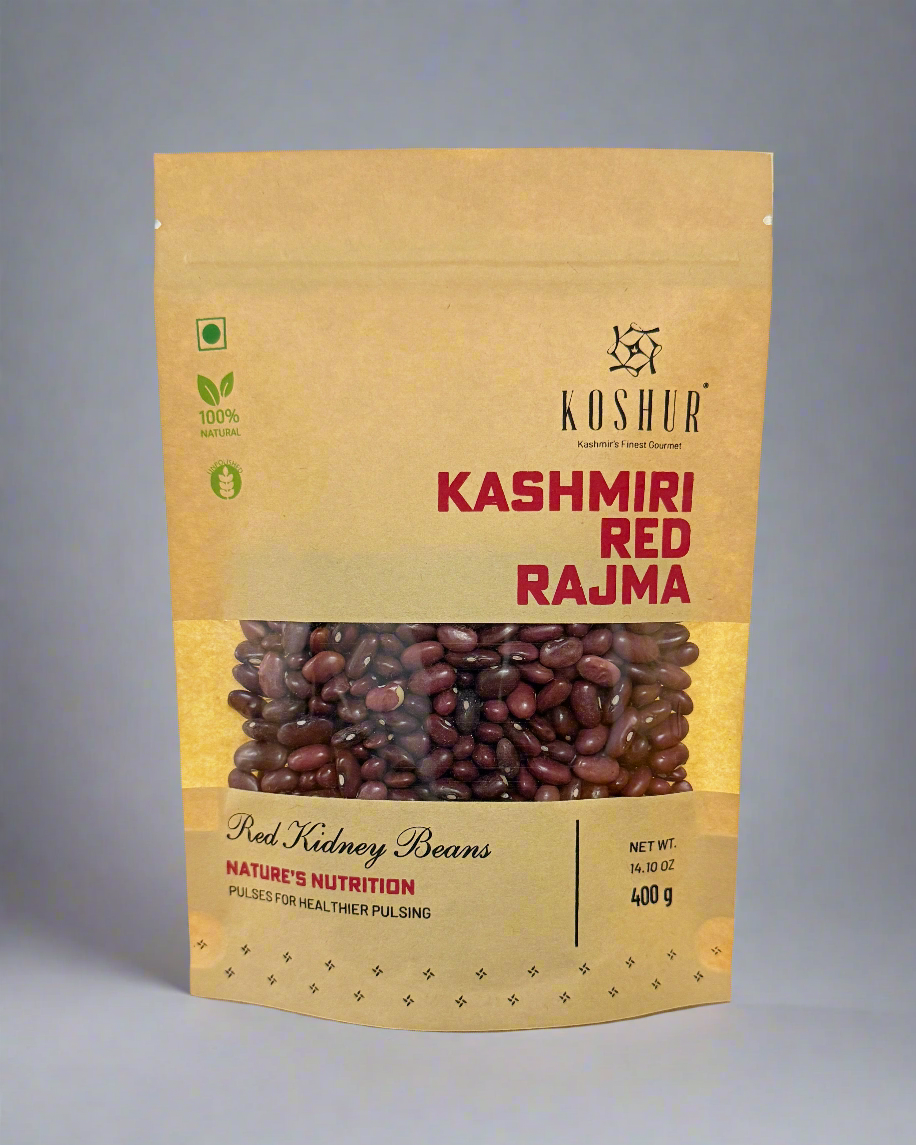 100%
NATURAL
UNPOLISHED
KOSHUR®
Kashmir's Finest Gourmet
KASHMIRI
RED
RAJMA
Red Kidney Beans
NATURE'S NUTRITION
PULSES FOR HEALTHIER PULSING
NET WT.
14.10 OZ
400 g